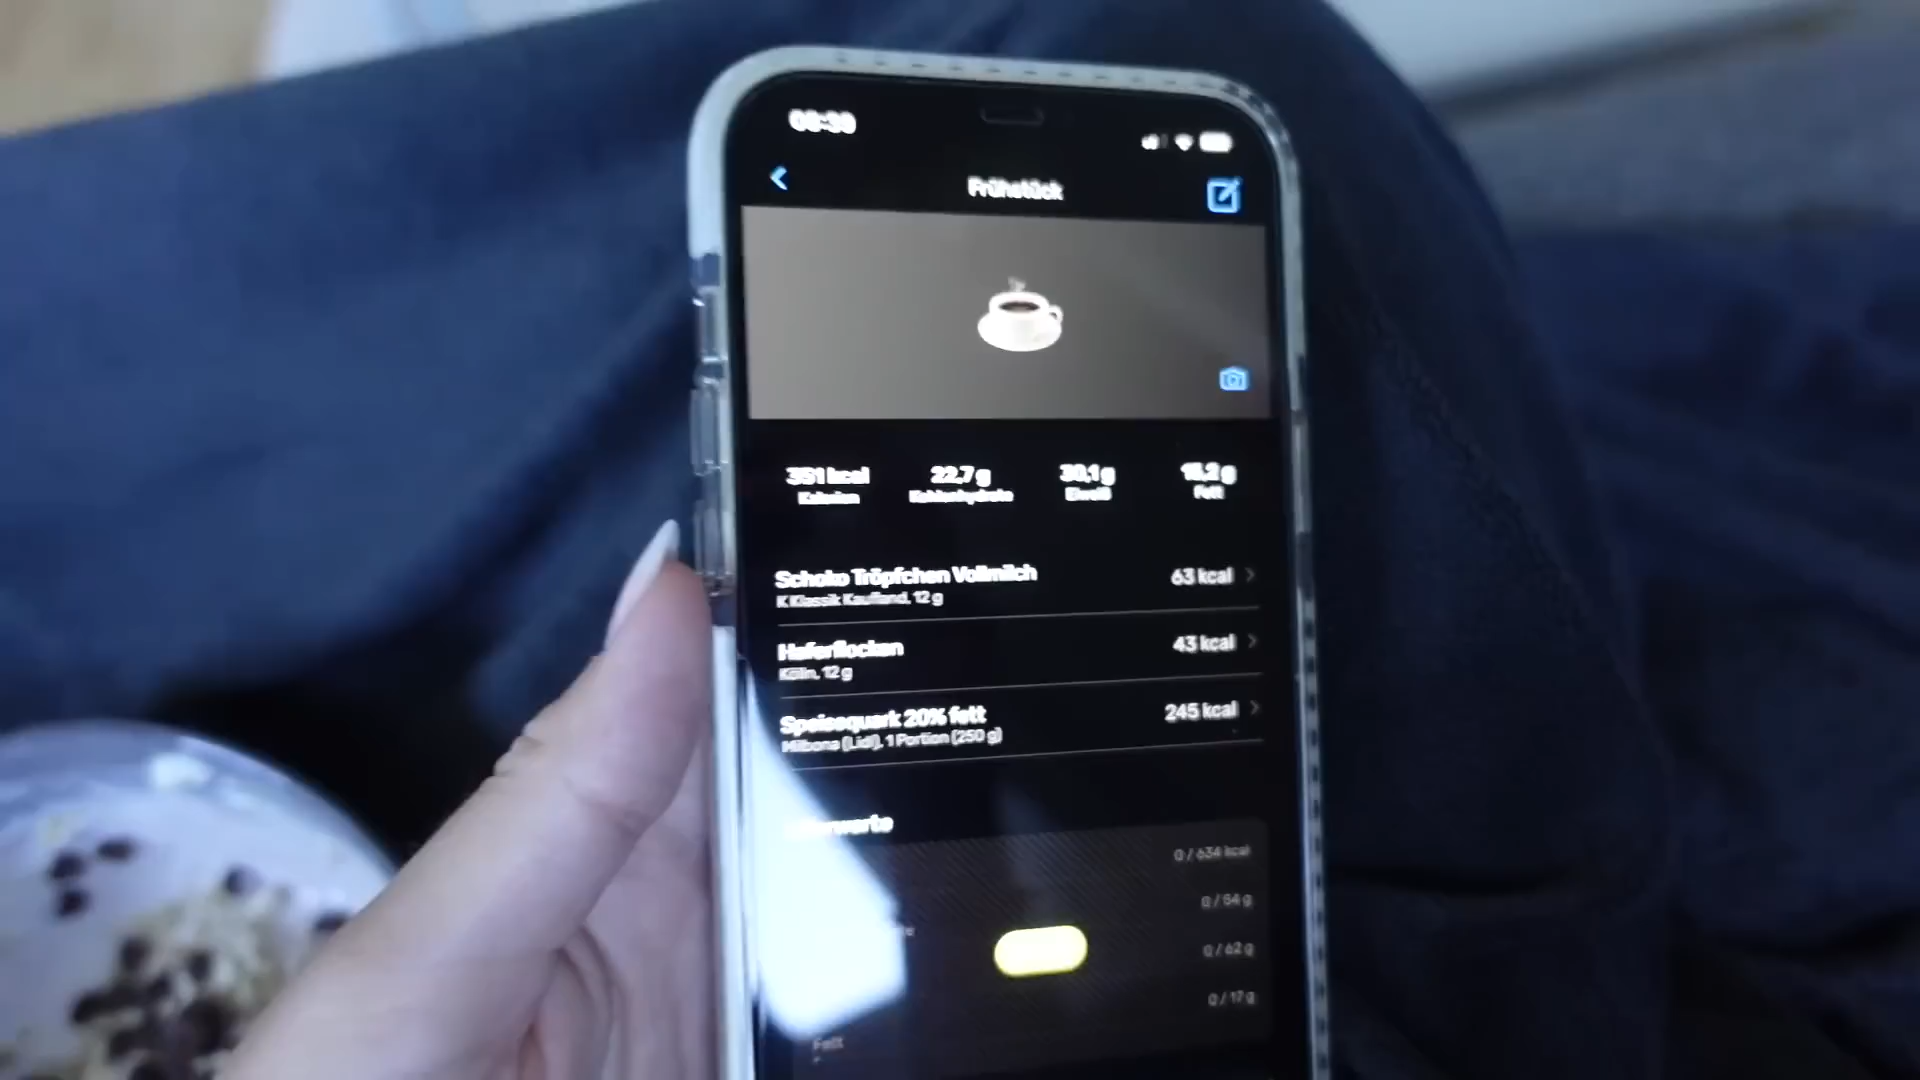 Frühstück
351 kcal 22,7 g 30,1 g
Kalorien Kohlenhydrate Eiweiß Fett
Schoko Tröpfchen Vollmilch 63 kcal
K Klassik Kaufland, 12 g
Haferflocken 43 kcal
Kölln, 12 g
Speisequark 20% fett 245 kcal
Milbona (Lidl), 1 Portion (250 g)
0 / 634 kcal
0 / 54 g
0 / 62 g
0 / 17 g
Fett